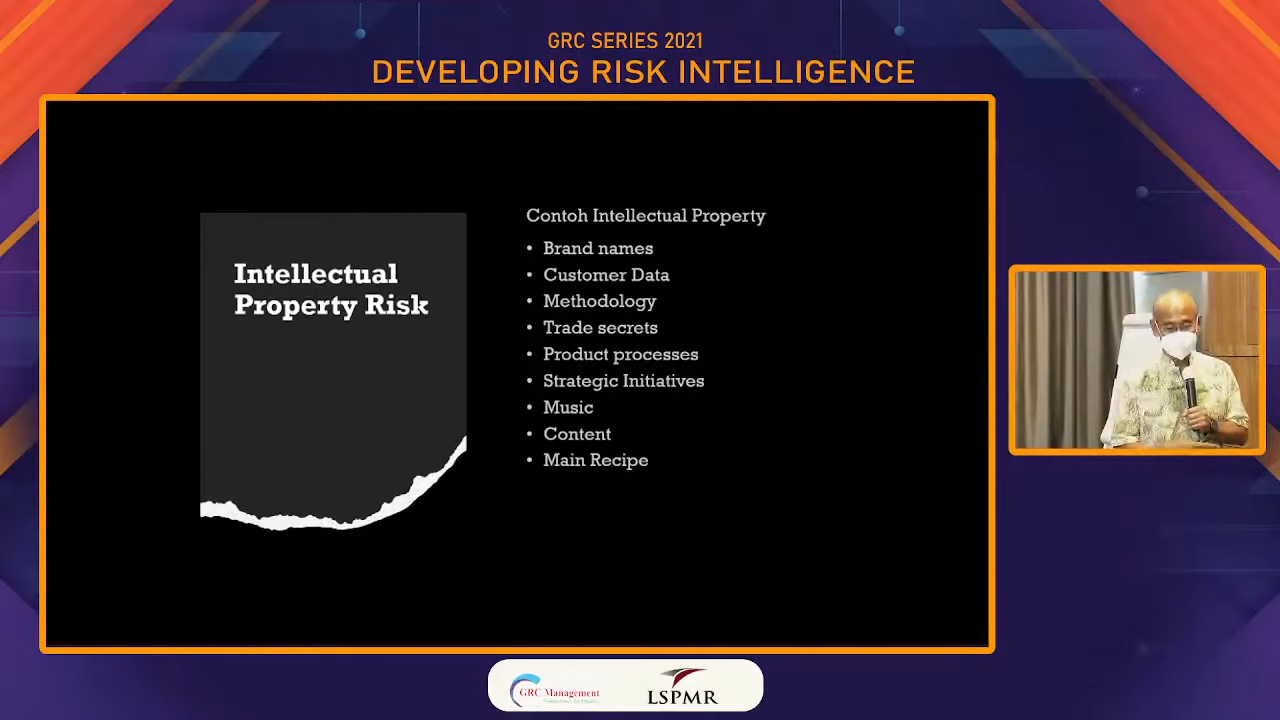 GRC SERIES 2021
DEVELOPING RISK INTELLIGENCE
Intellectual
Property Risk
Contoh Intellectual Property
• Brand names
• Customer Data
• Methodology
• Trade secrets
• Product processes
• Strategic Initiatives
• Music
• Content
• Main Recipe
GRC Management
LSPMR